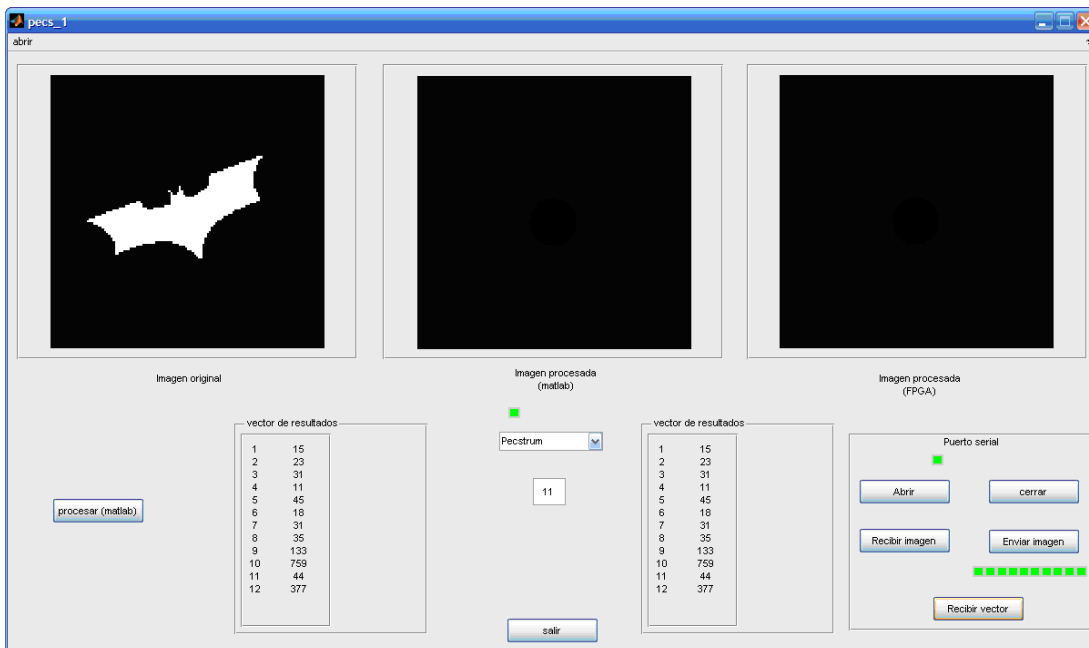 pecs_1
abrir
Imagen original
Imagen procesada
(matlab)
Imagen procesada
(FPGA)
procesar (matlab)
vector de resultados
1 15
2 23
3 31
4 11
5 45
6 18
7 31
8 35
9 133
10 759
11 44
12 377
Pecstrum
11
salir
vector de resultados
1 15
2 23
3 31
4 11
5 45
6 18
7 31
8 35
9 133
10 759
11 44
12 377
Puerto serial
Abrir cerrar
Recibir imagen Enviar imagen
Recibir vector